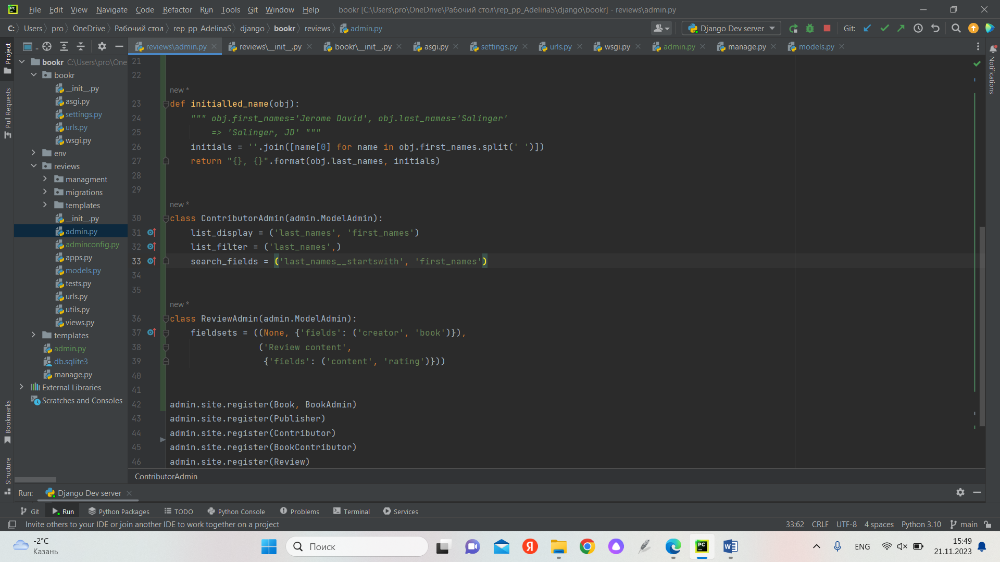 File Edit View Navigate Code Refactor Run Tools Git Window Help bookr [C:\Users\pro\OneDrive\Рабочий стол\rep_pp_AdelinaS\django\bookr] - reviews\admin.py
C: Users pro OneDrive Рабочий стол rep_pp_AdelinaS django bookr reviews admin.py Django Dev server Git:
.. reviews\admin.py reviews\__init__.py bookr\__init__.py asgi.py settings.py urls.py wsgi.py admin.py manage.py models.py
Project
Pull Requests
Bookmarks
Structure
Notifications
bookr C:\Users\pro\One
bookr
__init__.py
asgi.py
settings.py
urls.py
wsgi.py
env
reviews
managment
migrations
templates
__init__.py
admin.py
adminconfig.py
apps.py
models.py
tests.py
urls.py
utils.py
views.py
templates
admin.py
db.sqlite3
manage.py
External Libraries
Scratches and Consoles
21
22
new *
23 def initialled_name(obj):
24 """ obj.first_names='Jerome David', obj.last_names='Salinger'
25 => 'Salinger, JD' """
26 initials = ''.join([name[0] for name in obj.first_names.split(' ')])
27 return "{}, {}".format(obj.last_names, initials)
28
29
new *
30 class ContributorAdmin(admin.ModelAdmin):
31 list_display = ('last_names', 'first_names')
32 list_filter = ('last_names',)
33 search_fields = ('last_names__startswith', 'first_names')
34
35
new *
36 class ReviewAdmin(admin.ModelAdmin):
37 fieldsets = ((None, {'fields': ('creator', 'book')}),
38 ('Review content',
39 {'fields': ('content', 'rating')}))
40
41
42 admin.site.register(Book, BookAdmin)
43 admin.site.register(Publisher)
44 admin.site.register(Contributor)
45 admin.site.register(BookContributor)
46 admin.site.register(Review)
ContributorAdmin
Run: Django Dev server
Git Run Python Packages TODO Python Console Problems Terminal Services
Invite others to your IDE or join another IDE to work together on a project 33:62 CRLF UTF-8 4 spaces Python 3.10 main
-2°C
Казань
Поиск
ENG
15:49
21.11.2023